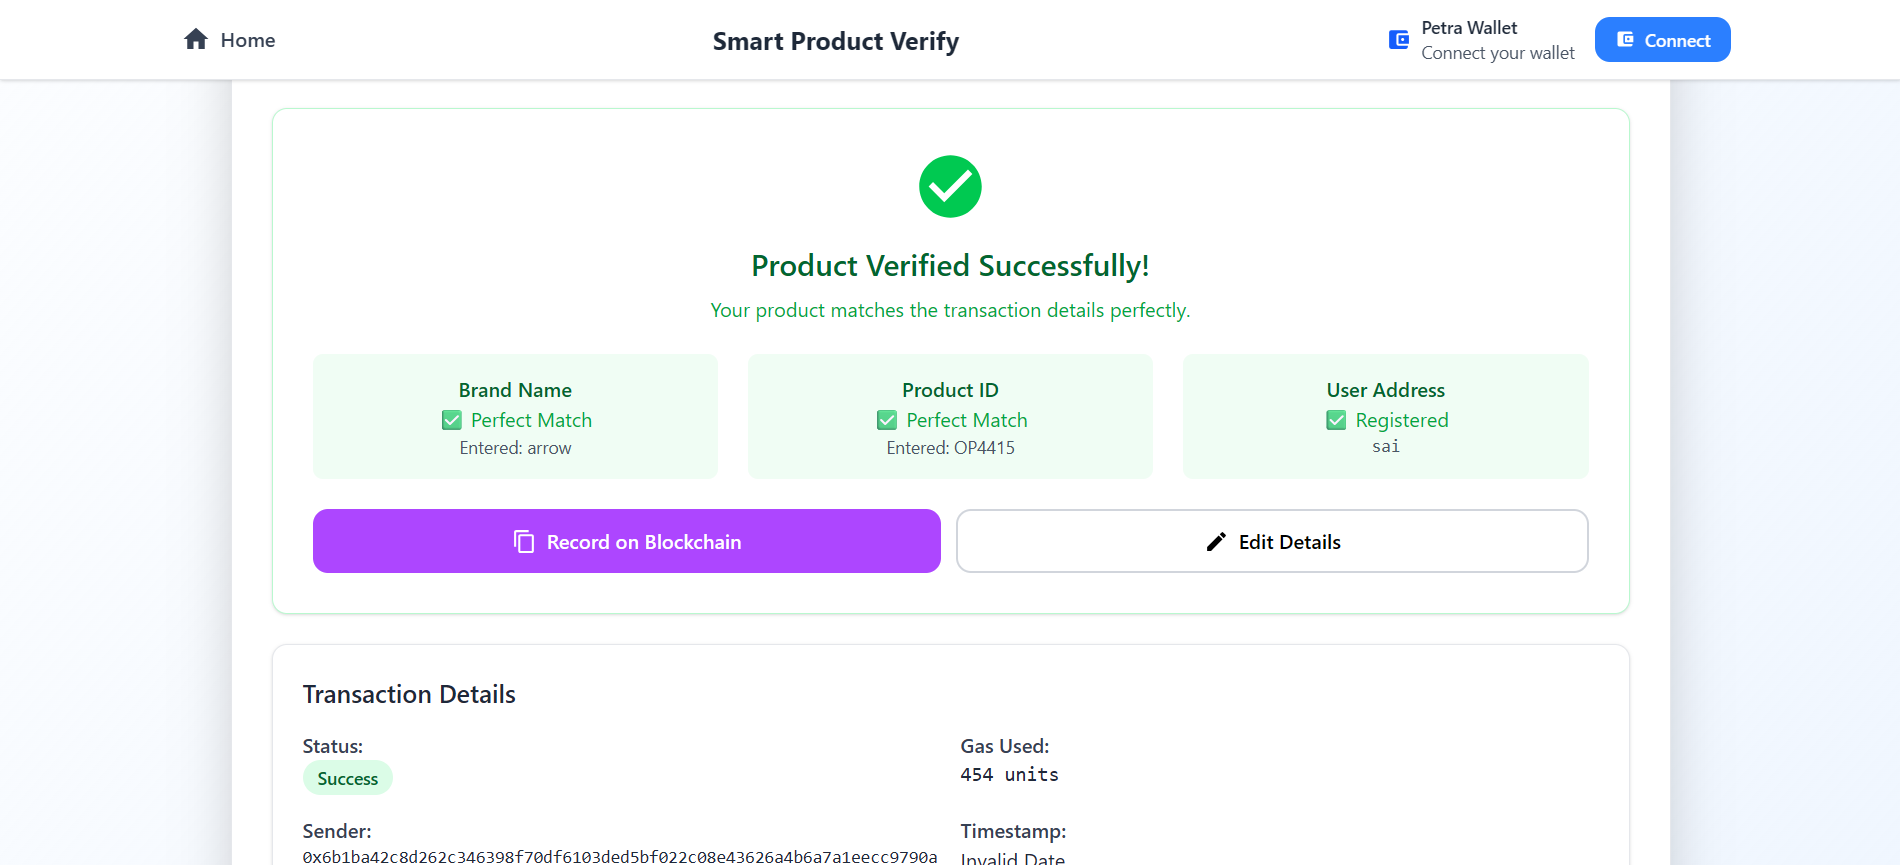 Home
Smart Product Verify
Petra Wallet
Connect your wallet
Connect
Product Verified Successfully!
Your product matches the transaction details perfectly.
Brand Name
✅ Perfect Match
Entered: arrow
Product ID
✅ Perfect Match
Entered: OP4415
User Address
✅ Registered
sai
Record on Blockchain
Edit Details
Transaction Details
Status:
Success
Gas Used:
454 units
Sender:
0x6b1ba42c8d262c346398f70df6103ded5bf022c08e43626a4b6a7a1eecc9790a
Timestamp:
Invalid Date